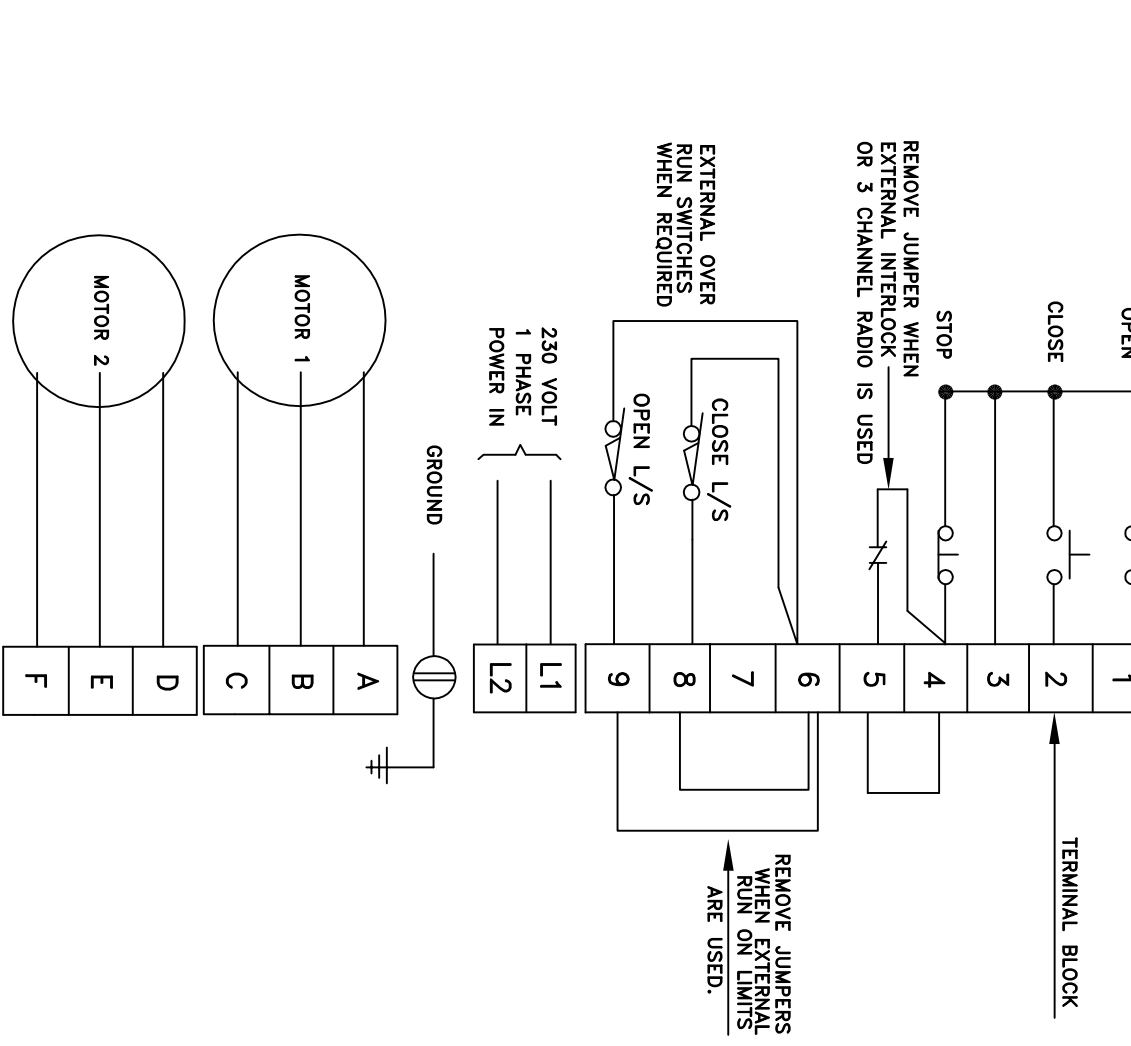 OPEN
1
CLOSE
2
TERMINAL BLOCK
3
STOP
4
REMOVE JUMPER WHEN
EXTERNAL INTERLOCK
OR 3 CHANNEL RADIO IS USED
5
6
REMOVE JUMPERS
WHEN EXTERNAL
RUN ON LIMITS
ARE USED.
7
EXTERNAL OVER
RUN SWITCHES
WHEN REQUIRED
CLOSE L/S
8
OPEN L/S
9
230 VOLT
1 PHASE
POWER IN
L1
L2
GROUND
A
MOTOR 1
B
C
D
MOTOR 2
E
F